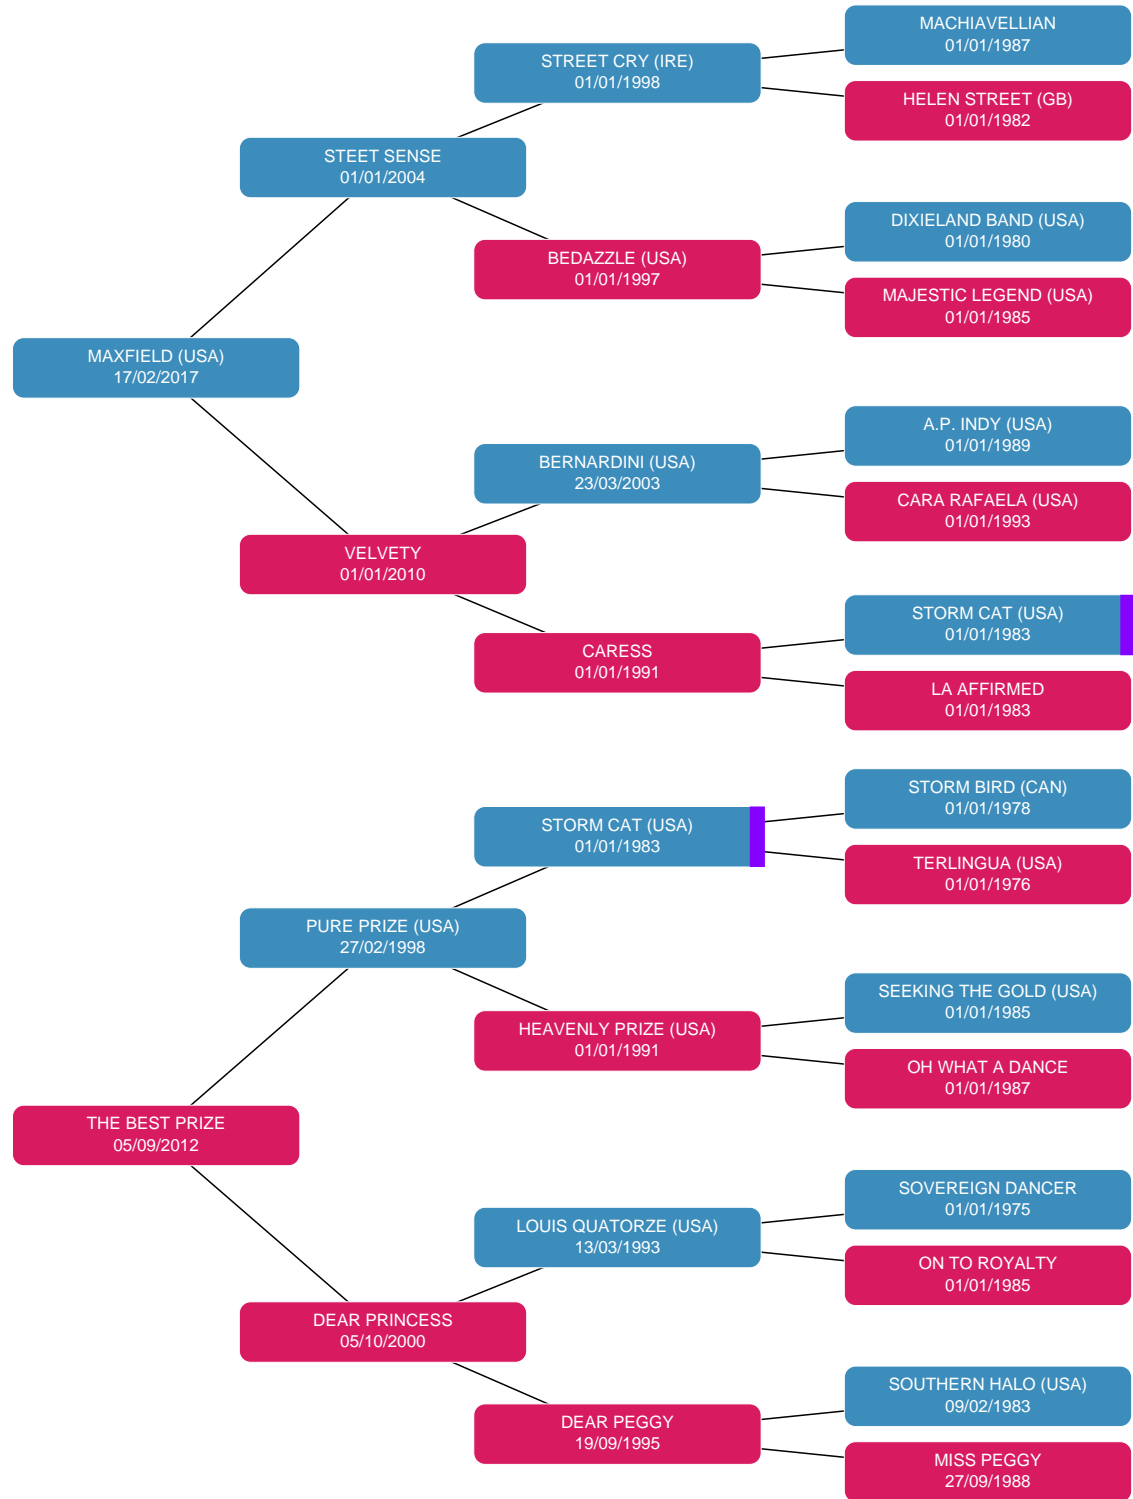 MACHIAVELLIAN
01/01/1987
STREET CRY (IRE)
01/01/1998
HELEN STREET (GB)
01/01/1982
STEET SENSE
01/01/2004
DIXIELAND BAND (USA)
01/01/1980
BEDAZZLE (USA)
01/01/1997
MAJESTIC LEGEND (USA)
01/01/1985
MAXFIELD (USA)
17/02/2017
A.P. INDY (USA)
01/01/1989
BERNARDINI (USA)
23/03/2003
CARA RAFAELA (USA)
01/01/1993
VELVETY
01/01/2010
STORM CAT (USA)
01/01/1983
CARESS
01/01/1991
LA AFFIRMED
01/01/1983
STORM BIRD (CAN)
01/01/1978
STORM CAT (USA)
01/01/1983
TERLINGUA (USA)
01/01/1976
PURE PRIZE (USA)
27/02/1998
SEEKING THE GOLD (USA)
01/01/1985
HEAVENLY PRIZE (USA)
01/01/1991
OH WHAT A DANCE
01/01/1987
THE BEST PRIZE
05/09/2012
SOVEREIGN DANCER
01/01/1975
LOUIS QUATORZE (USA)
13/03/1993
ON TO ROYALTY
01/01/1985
DEAR PRINCESS
05/10/2000
SOUTHERN HALO (USA)
09/02/1983
DEAR PEGGY
19/09/1995
MISS PEGGY
27/09/1988